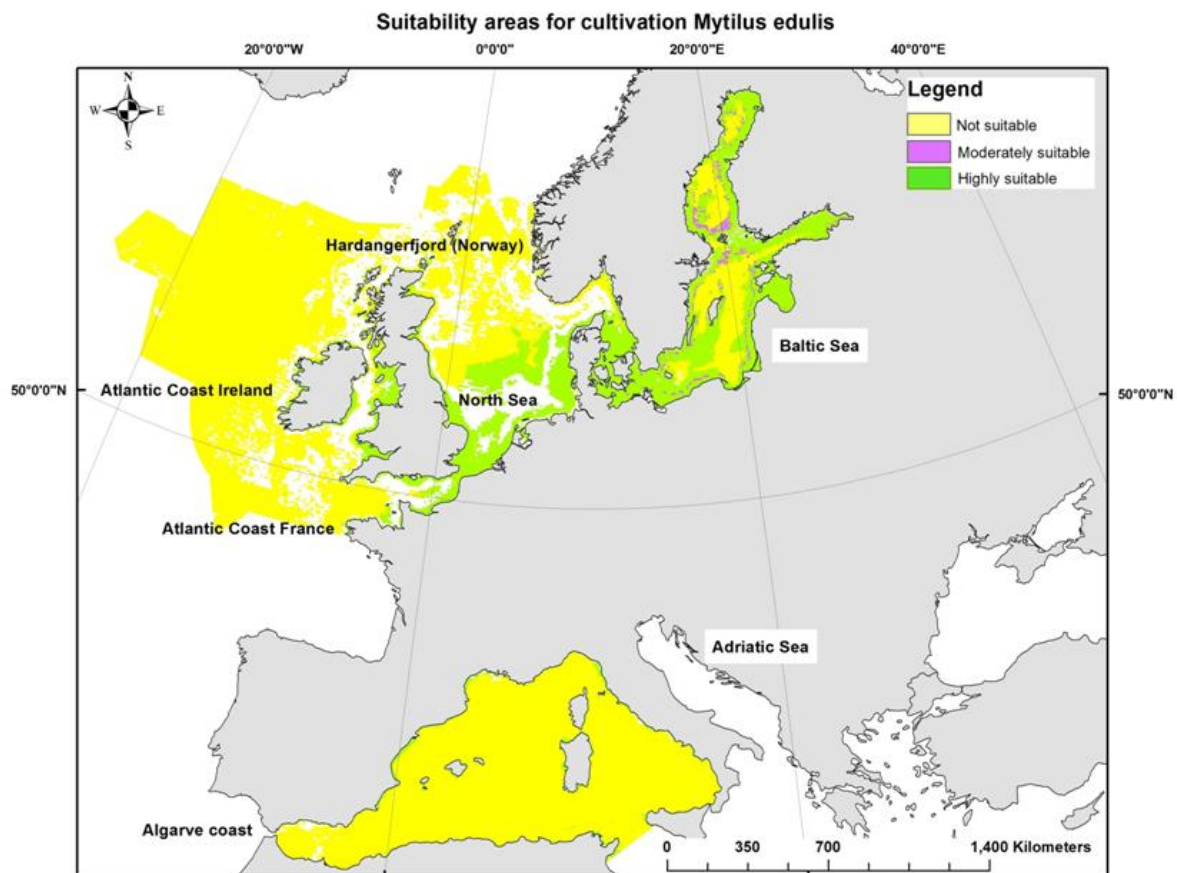 Suitability areas for cultivation Mytilus edulis
20°0'0"W
0°0'0"E
20°0'0"E
40°0'0"E
N
W
E
S
Legend
Not suitable
Moderately suitable
Highly suitable
Hardangerfjord (Norway)
Baltic Sea
50°0'0"N
Atlantic Coast Ireland
North Sea
50°0'0"N
Atlantic Coast France
Adriatic Sea
Algarve coast
0 350 700 1,400 Kilometers